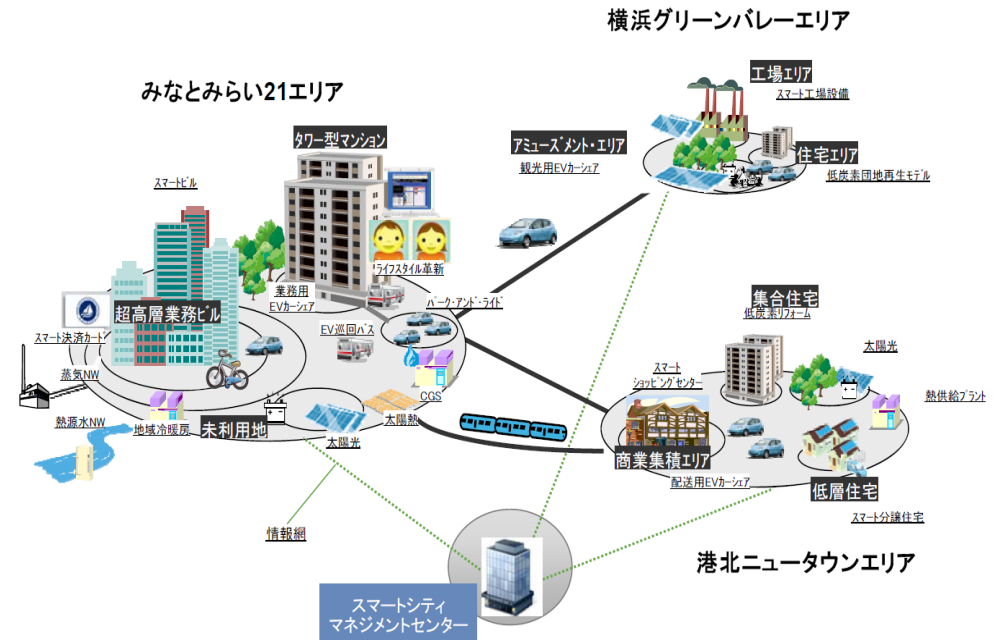 横浜グリーンバレーエリア
みなとみらい21エリア
工場エリア
スマート工場設備
タワー型マンション
アミューズメント・エリア
観光用EVカーシェア
住宅エリア
低炭素団地再生モデル
スマートビル
ライフスタイル革新
業務用
EVカーシェア
パーク・アンド・ライド
超高層業務ビル
EV巡回バス
スマート決済カード
蒸気NW
CGS
熱源水NW
地域冷暖房
未利用地
太陽光
太陽熱
集合住宅
低炭素リフォーム
太陽光
スマート
ショッピングセンター
熱供給プラント
商業集積エリア
配送用EVカーシェア
低層住宅
スマート分譲住宅
情報網
港北ニュータウンエリア
スマートシティ
マネジメントセンター